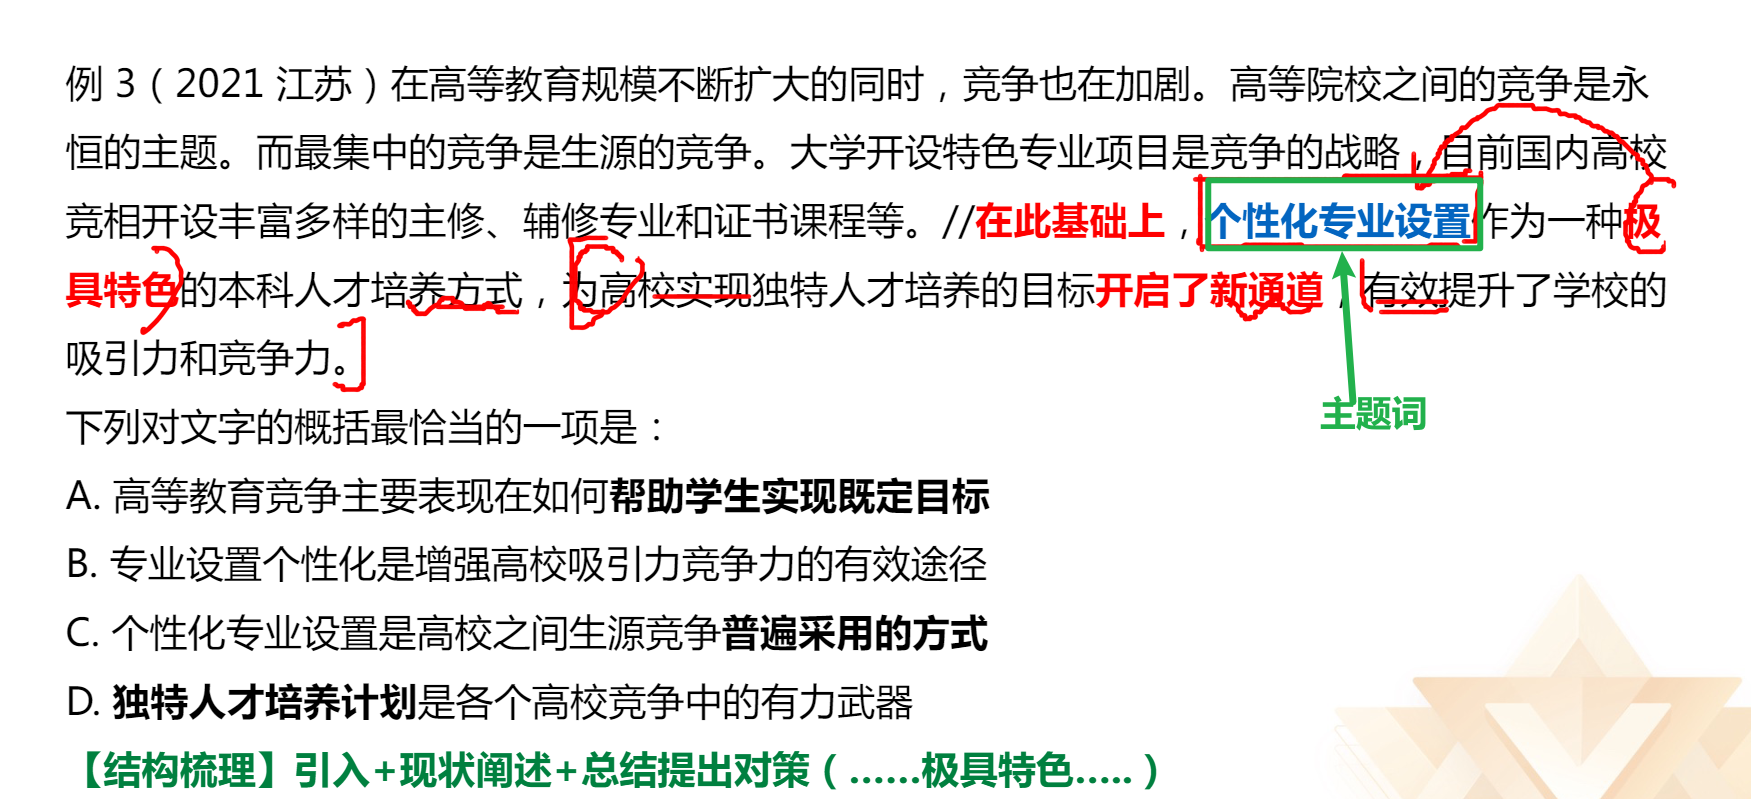 例 3（2021 江苏）在高等教育规模不断扩大的同时，竞争也在加剧。高等院校之间的竞争是永
恒的主题。而最集中的竞争是生源的竞争。大学开设特色专业项目是竞争的战略，目前国内高校
竞相开设丰富多样的主修、辅修专业和证书课程等。//在此基础上，个性化专业设置作为一种极
具特色的本科人才培养方式，为高校实现独特人才培养的目标开启了新通道，有效提升了学校的
吸引力和竞争力。
主题词
下列对文字的概括最恰当的一项是：
A. 高等教育竞争主要表现在如何帮助学生实现既定目标
B. 专业设置个性化是增强高校吸引力竞争力的有效途径
C. 个性化专业设置是高校之间生源竞争普遍采用的方式
D. 独特人才培养计划是各个高校竞争中的有力武器
【结构梳理】引入+现状阐述+总结提出对策（……极具特色…..）